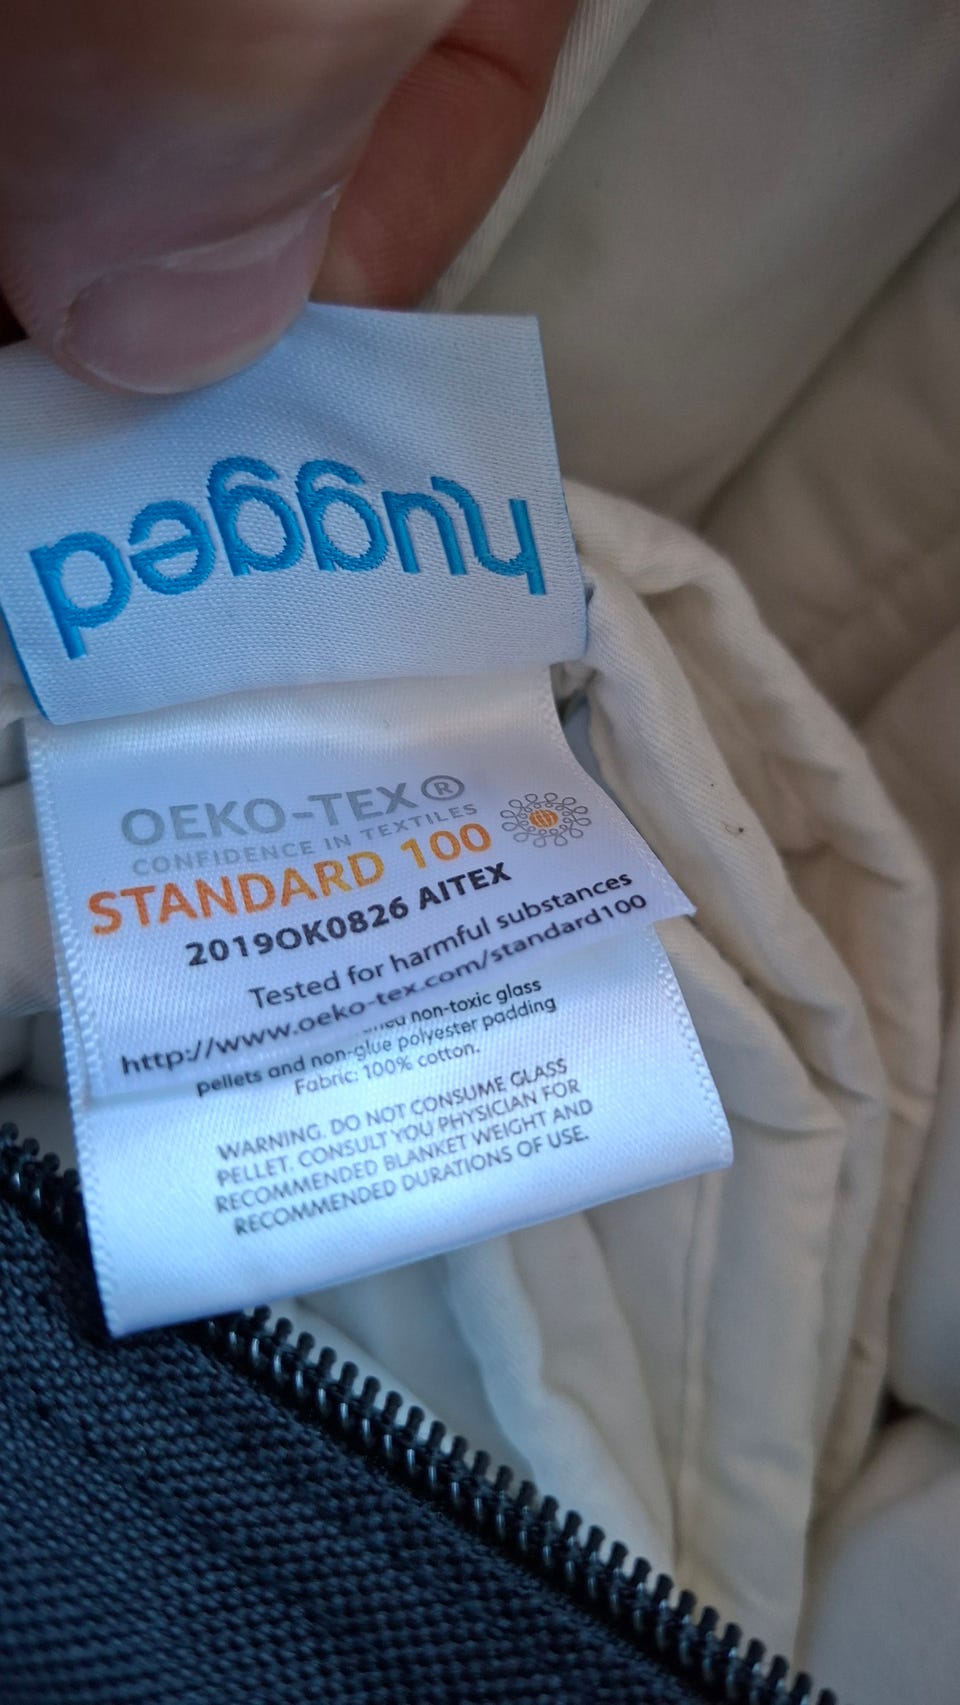 hugged
OEKO-TEX®
CONFIDENCE IN TEXTILES
STANDARD 100
2019OK0826 AITEX
Tested for harmful substances
http://www.oeko-tex.com/standard100
non-toxic glass
pellets and non-glue polyester padding
Fabric: 100% cotton.
WARNING. DO NOT CONSUME GLASS
PELLET. CONSULT YOU PHYSICIAN FOR
RECOMMENDED BLANKET WEIGHT AND
RECOMMENDED DURATIONS OF USE.